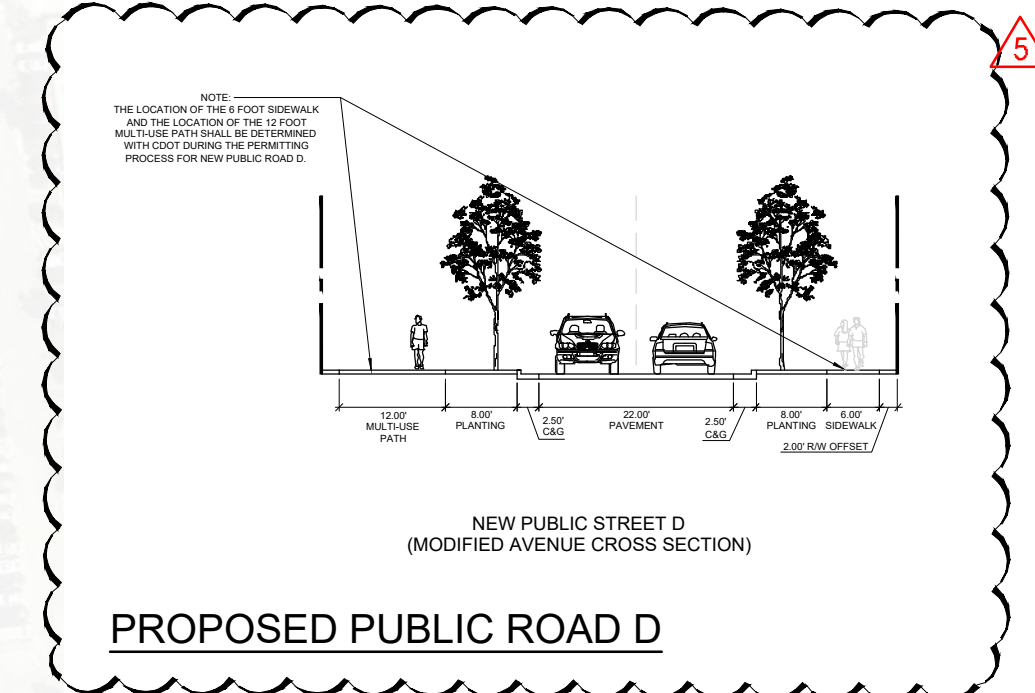 5
NOTE:
THE LOCATION OF THE 6 FOOT SIDEWALK
AND THE LOCATION OF THE 12 FOOT
MULTI-USE PATH SHALL BE DETERMINED
WITH CDOT DURING THE PERMITTING
PROCESS FOR NEW PUBLIC ROAD D.
12.00'
MULTI-USE
PATH
8.00'
PLANTING
2.50'
C&G
22.00'
PAVEMENT
2.50'
C&G
8.00'
PLANTING
6.00'
SIDEWALK
2.00' R/W OFFSET
NEW PUBLIC STREET D
(MODIFIED AVENUE CROSS SECTION)
PROPOSED PUBLIC ROAD D